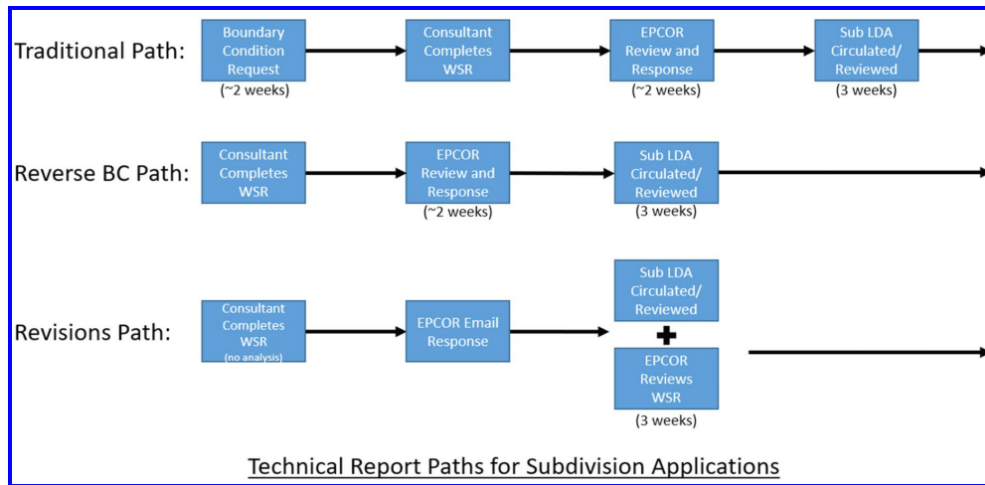 Traditional Path:
Boundary
Condition
Request
(~2 weeks)
Consultant
Completes
WSR
EPCOR
Review and
Response
(~2 weeks)
Sub LDA
Circulated/
Reviewed
(3 weeks)
Reverse BC Path:
Consultant
Completes
WSR
EPCOR
Review and
Response
(~2 weeks)
Sub LDA
Circulated/
Reviewed
(3 weeks)
Revisions Path:
Consultant
Completes
WSR
(no analysis)
EPCOR Email
Response
Sub LDA
Circulated/
Reviewed
+
EPCOR
Reviews
WSR
(3 weeks)
Technical Report Paths for Subdivision Applications